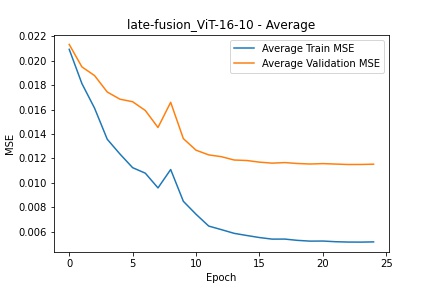 late-fusion_ViT-16-10 - Average
Average Train MSE
Average Validation MSE
0.022
0.020
0.018
0.016
0.014
0.012
0.010
0.008
0.006
MSE
0 5 10 15 20 25
Epoch